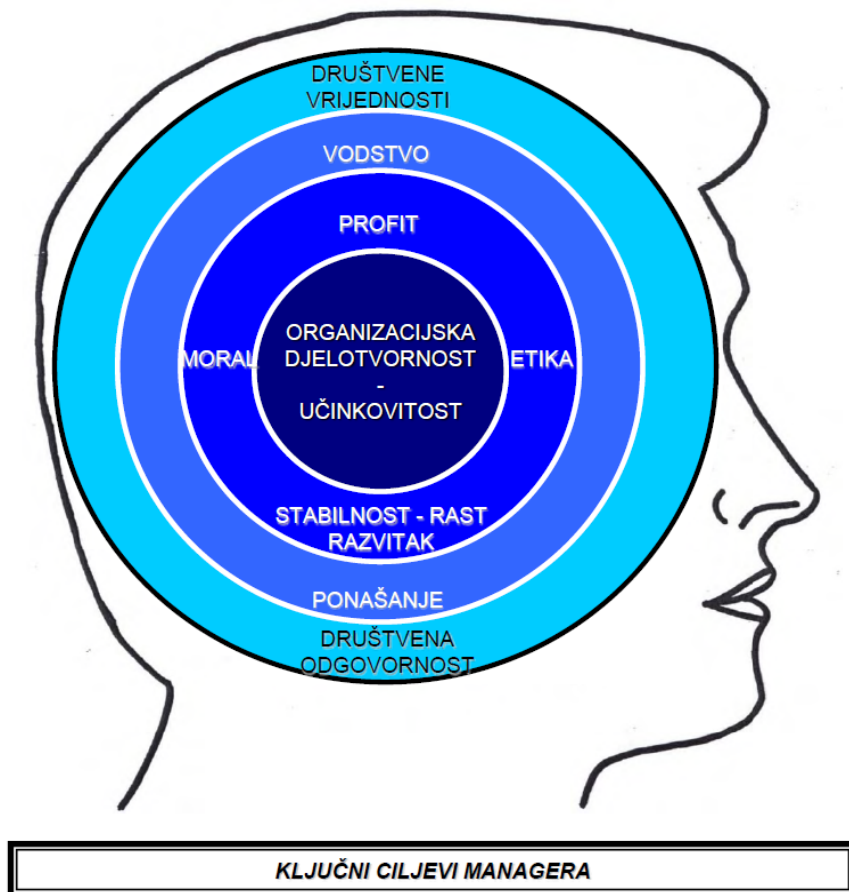 DRUŠTVENE
VRIJEDNOSTI
VODSTVO
PROFIT
ORGANIZACIJSKA
MORAL DJELOTVORNOST ETIKA
-
UČINKOVITOST
STABILNOST - RAST
RAZVITAK
PONAŠANJE
DRUŠTVENA
ODGOVORNOST
KLJUČNI CILJEVI MANAGERA